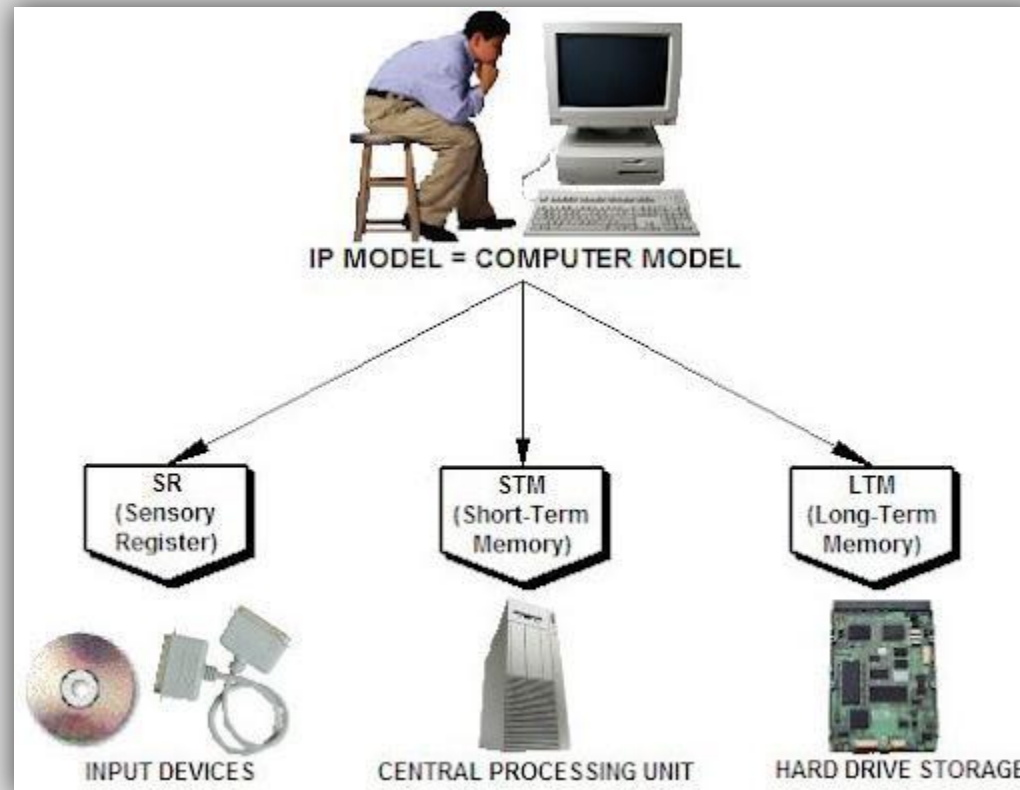 IP MODEL = COMPUTER MODEL
SR
(Sensory
Register)
STM
(Short-Term
Memory)
LTM
(Long-Term
Memory)
INPUT DEVICES
CENTRAL PROCESSING UNIT
HARD DRIVE STORAGE